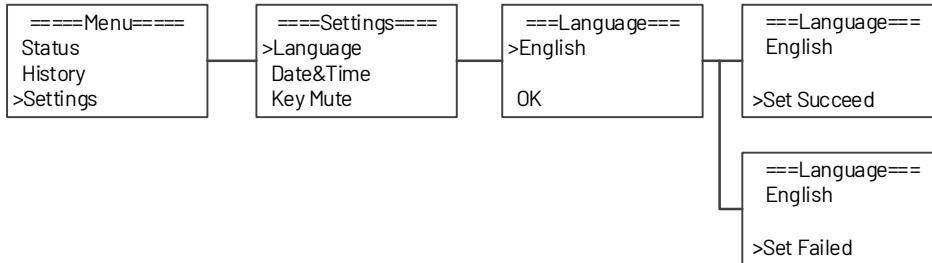 =====Menu=====
Status
History
>Settings
====Settings====
>Language
Date&Time
Key Mute
===Language===
>English
OK
===Language===
English
>Set Succeed
===Language===
English
>Set Failed